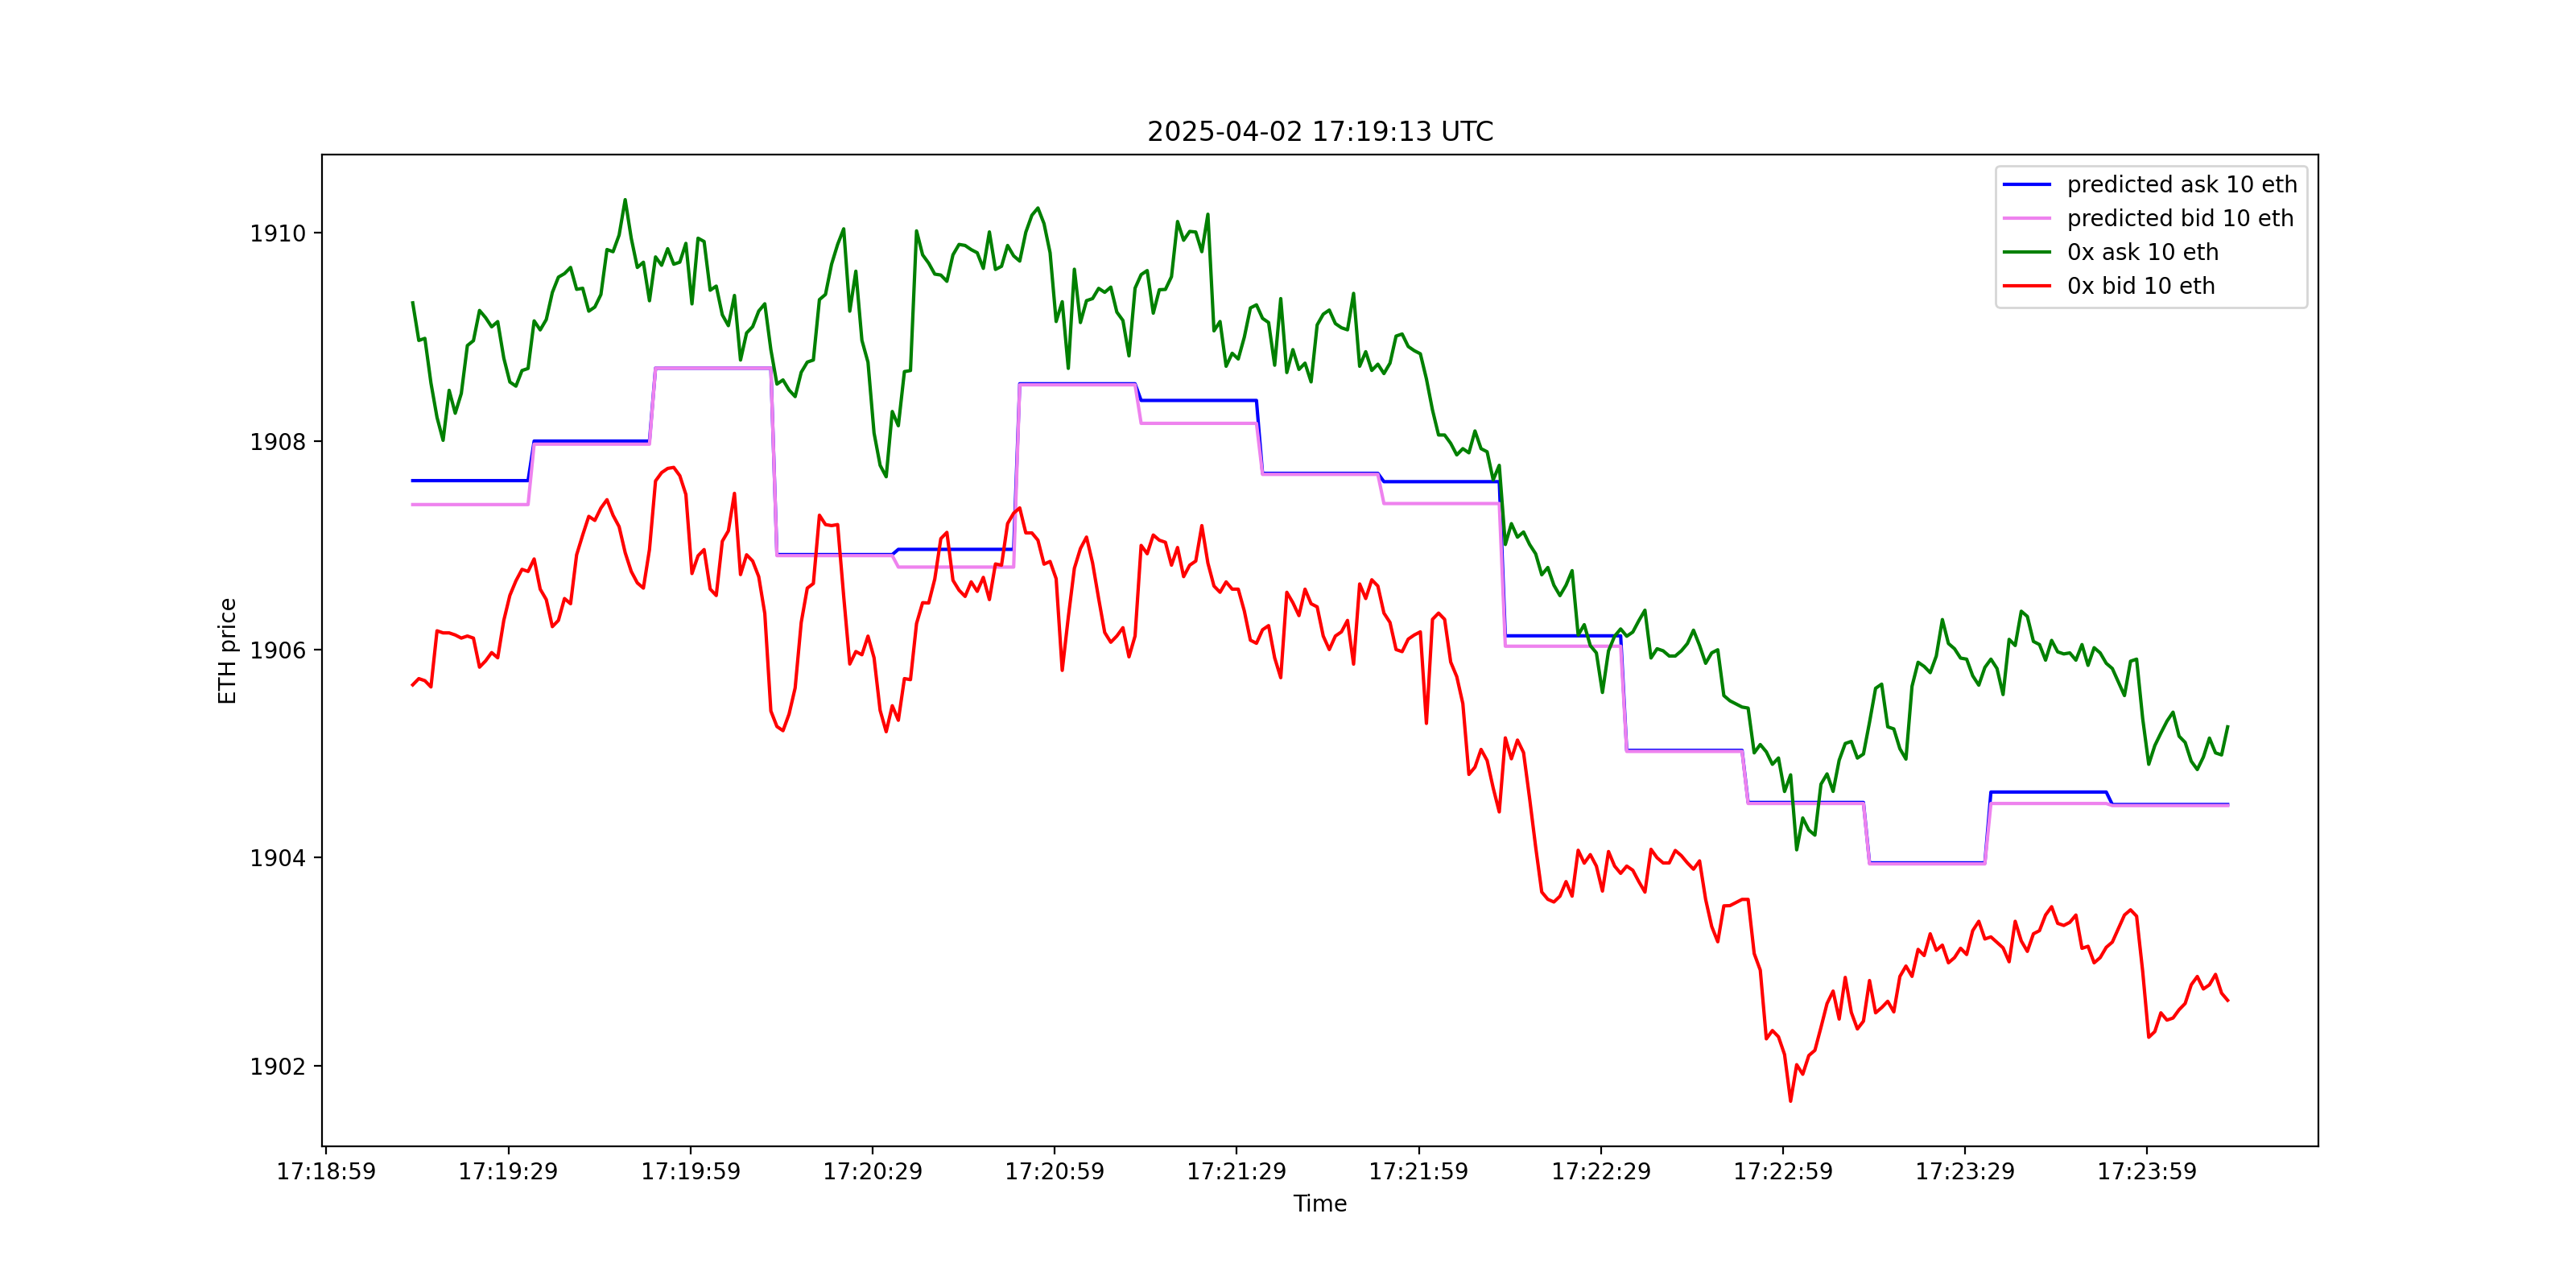 2025-04-02 17:19:13 UTC
predicted ask 10 eth
predicted bid 10 eth
0x ask 10 eth
0x bid 10 eth
ETH price
1910
1908
1906
1904
1902
17:18:59 17:19:29 17:19:59 17:20:29 17:20:59 17:21:29 17:21:59 17:22:29 17:22:59 17:23:29 17:23:59
Time